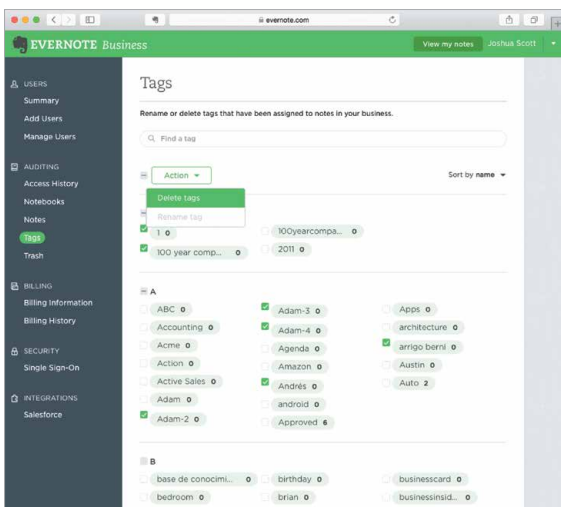 evernote.com
EVERNOTE Business
View my notes
Joshua Scott
USERS
Summary
Add Users
Manage Users
AUDITING
Access History
Notebooks
Notes
Tags
Trash
BILLING
Billing Information
Billing History
SECURITY
Single Sign-On
INTEGRATIONS
Salesforce
Tags
Rename or delete tags that have been assigned to notes in your business.
Find a tag
Action
Sort by name
Delete tags
Rename tag
1 0
100 year comp... 0
100yearcompa... 0
2011 0
A
ABC 0
Accounting 0
Acme 0
Action 0
Active Sales 0
Adam 0
Adam-2 0
Adam-3 0
Adam-4 0
Agenda 0
Amazon 0
Andrés 0
android 0
Approved 6
Apps 0
architecture 0
arrigo berni 0
Austin 0
Auto 2
B
base de conocimi... 0
bedroom 0
birthday 0
brian 0
businesscard 0
businessinsid... 0